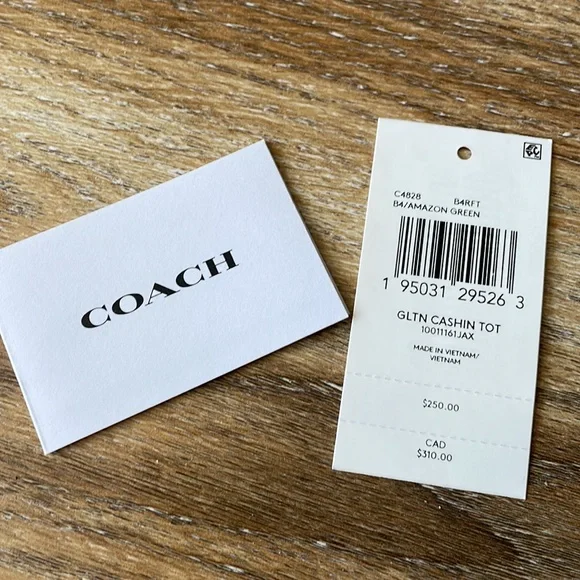 COACH
C4828 B4RFT
B4/AMAZON GREEN
1 95031 29526 3
GLTN CASHIN TOT
10011161JAX
MADE IN VIETNAM/
VIETNAM
$250.00
CAD
$310.00